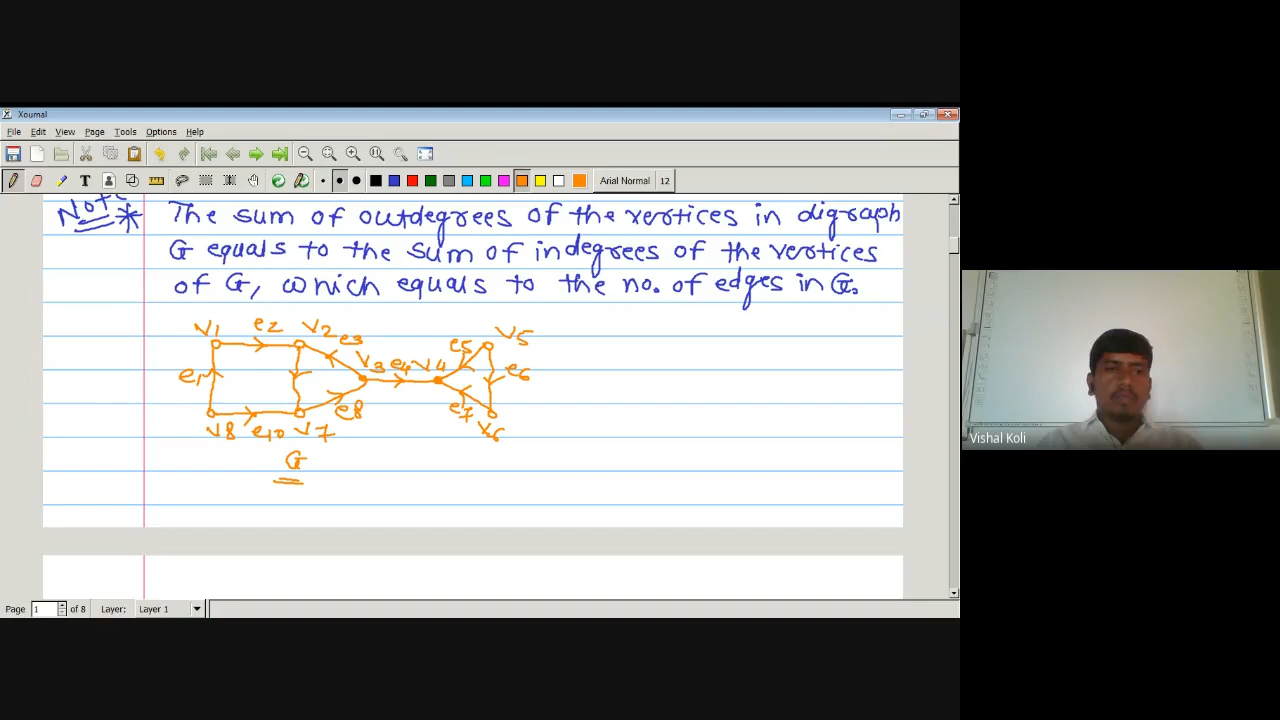 Xournal
File Edit View Page Tools Options Help
Arial Normal 12
Note * The sum of outdegrees of the vertices in digraph
G equals to the sum of indegrees of the vertices
of G, which equals to the no. of edges in G.
V1 e2 V2 e3 V3 e4 V4 e5 V5
e1 e6
V8 e10 V7 e8 e7 V6
G
Vishal Koli
Page 1 of 8 Layer: Layer 1